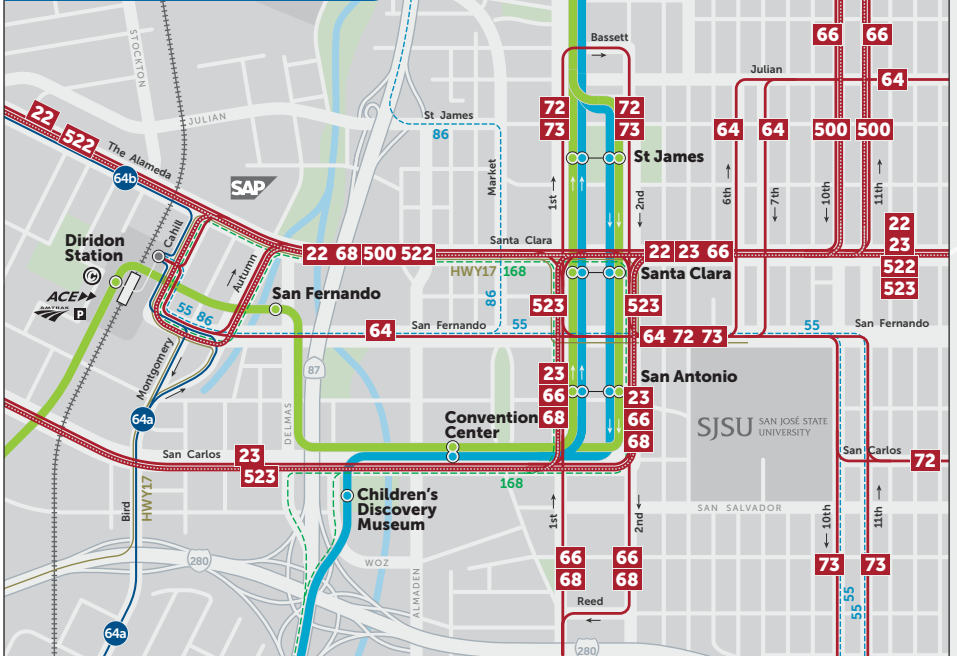 Bassett
66
66
Julian
64
STOCKTON
JULIAN
St James
86
72
73
72
73
64
64
500
500
22
522
The Alameda
64b
SAP
Market
St James
1st
2nd
6th
7th
10th
11th
Diridon
Station
Cahill
Autumn
C
ACE
AMTRAK
P
22 68 500 522
Santa Clara
HWY17
168
22 23 66
Santa Clara
22
23
522
523
San Fernando
86
523
523
55 86
64
San Fernando
55
64 72 73
55
San Fernando
Montgomery
87
DELMAS
23
66
68
San Antonio
23
66
68
64a
Convention
Center
SJSU
SAN JOSÉ STATE
UNIVERSITY
San Carlos
23
523
San Carlos
72
168
Children's
Discovery
Museum
Bird
HWY17
1st
2nd
SAN SALVADOR
10th
11th
280
WOZ
ALMADEN
66
68
66
68
73
73
Reed
55
55
64a
280